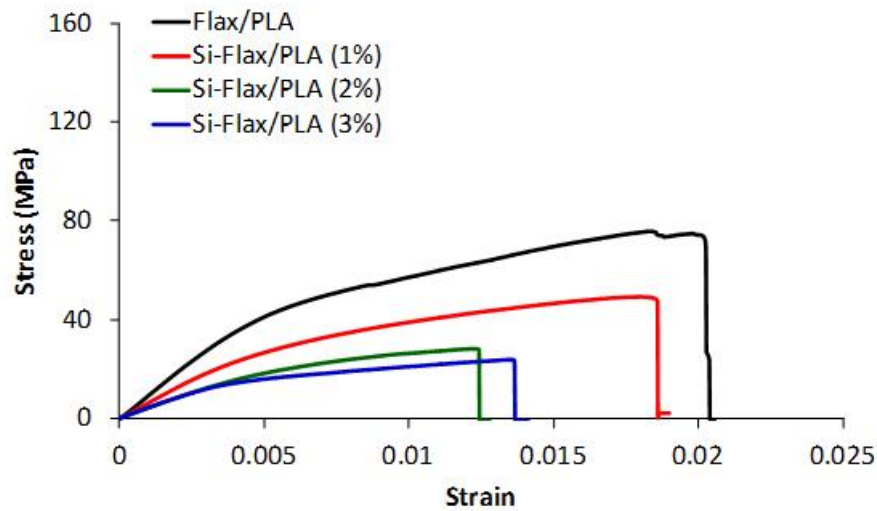 160
120
80
40
0
Stress (MPa)
Flax/PLA
Si-Flax/PLA (1%)
Si-Flax/PLA (2%)
Si-Flax/PLA (3%)
0 0.005 0.01 0.015 0.02 0.025
Strain